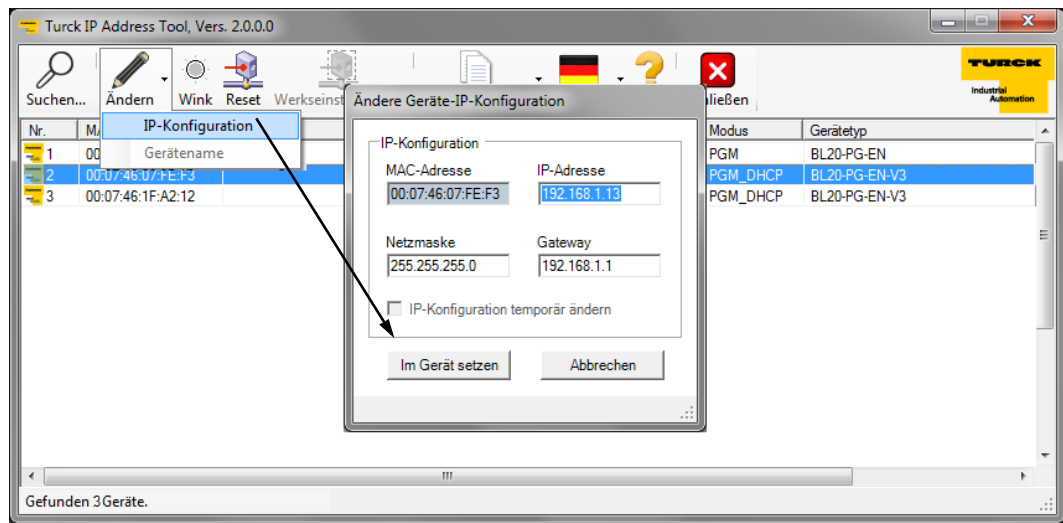 Turck IP Address Tool, Vers. 2.0.0.0
TURCK
Industrial
Automation
Suchen...
Ändern
Wink
Reset
Werkseinst
ließen
IP-Konfiguration
Gerätename
Nr.
Modus
Gerätetyp
1
00
PGM
BL20-PG-EN
2
00:07:46:07:FE:F3
PGM_DHCP
BL20-PG-EN-V3
3
00:07:46:1F:A2:12
PGM_DHCP
BL20-PG-EN-V3
Ändere Geräte-IP-Konfiguration
IP-Konfiguration
MAC-Adresse
IP-Adresse
00:07:46:07:FE:F3
192.168.1.13
Netzmaske
Gateway
255.255.255.0
192.168.1.1
IP-Konfiguration temporär ändern
Im Gerät setzen
Abbrechen
Gefunden 3 Geräte.